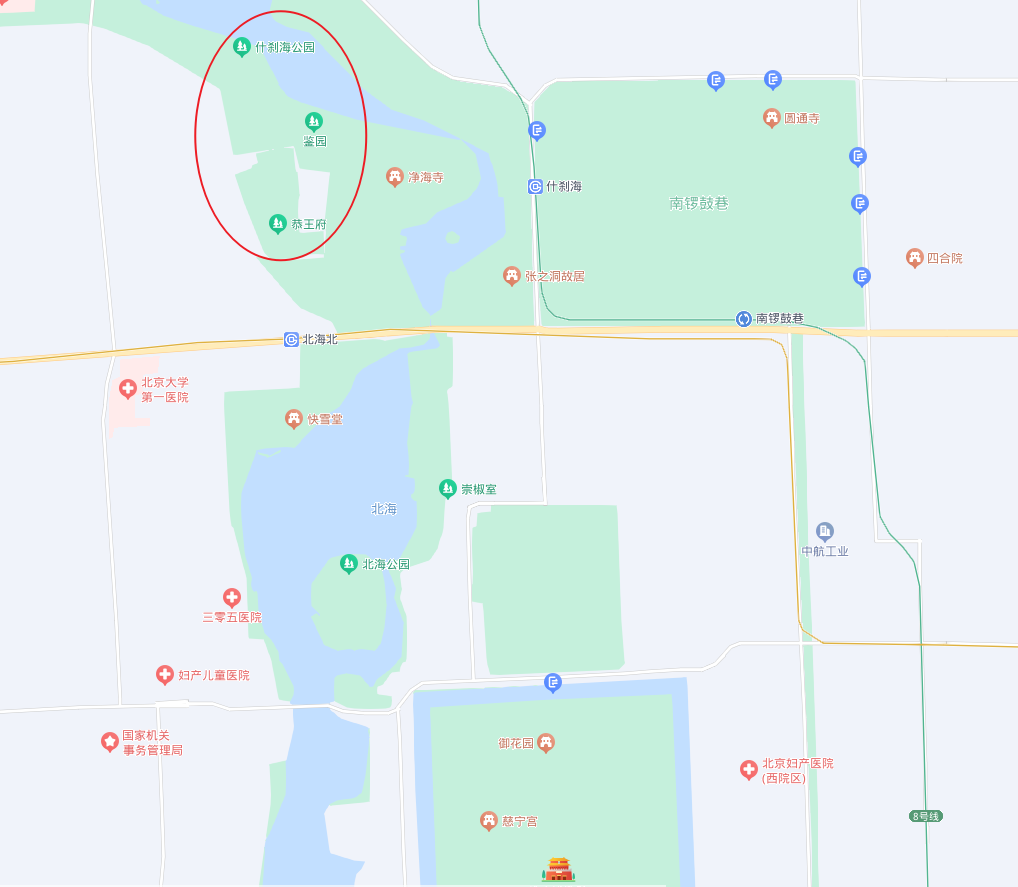 什刹海公园
鉴园
圆通寺
净海寺
什刹海
南锣鼓巷
恭王府
四合院
张之洞故居
南锣鼓巷
北海北
北京大学
第一医院
快雪堂
崇椒室
北海
中航工业
北海公园
三零五医院
妇产儿童医院
国家机关
事务管理局
御花园
北京妇产医院
(西院区)
慈宁宫
8号线